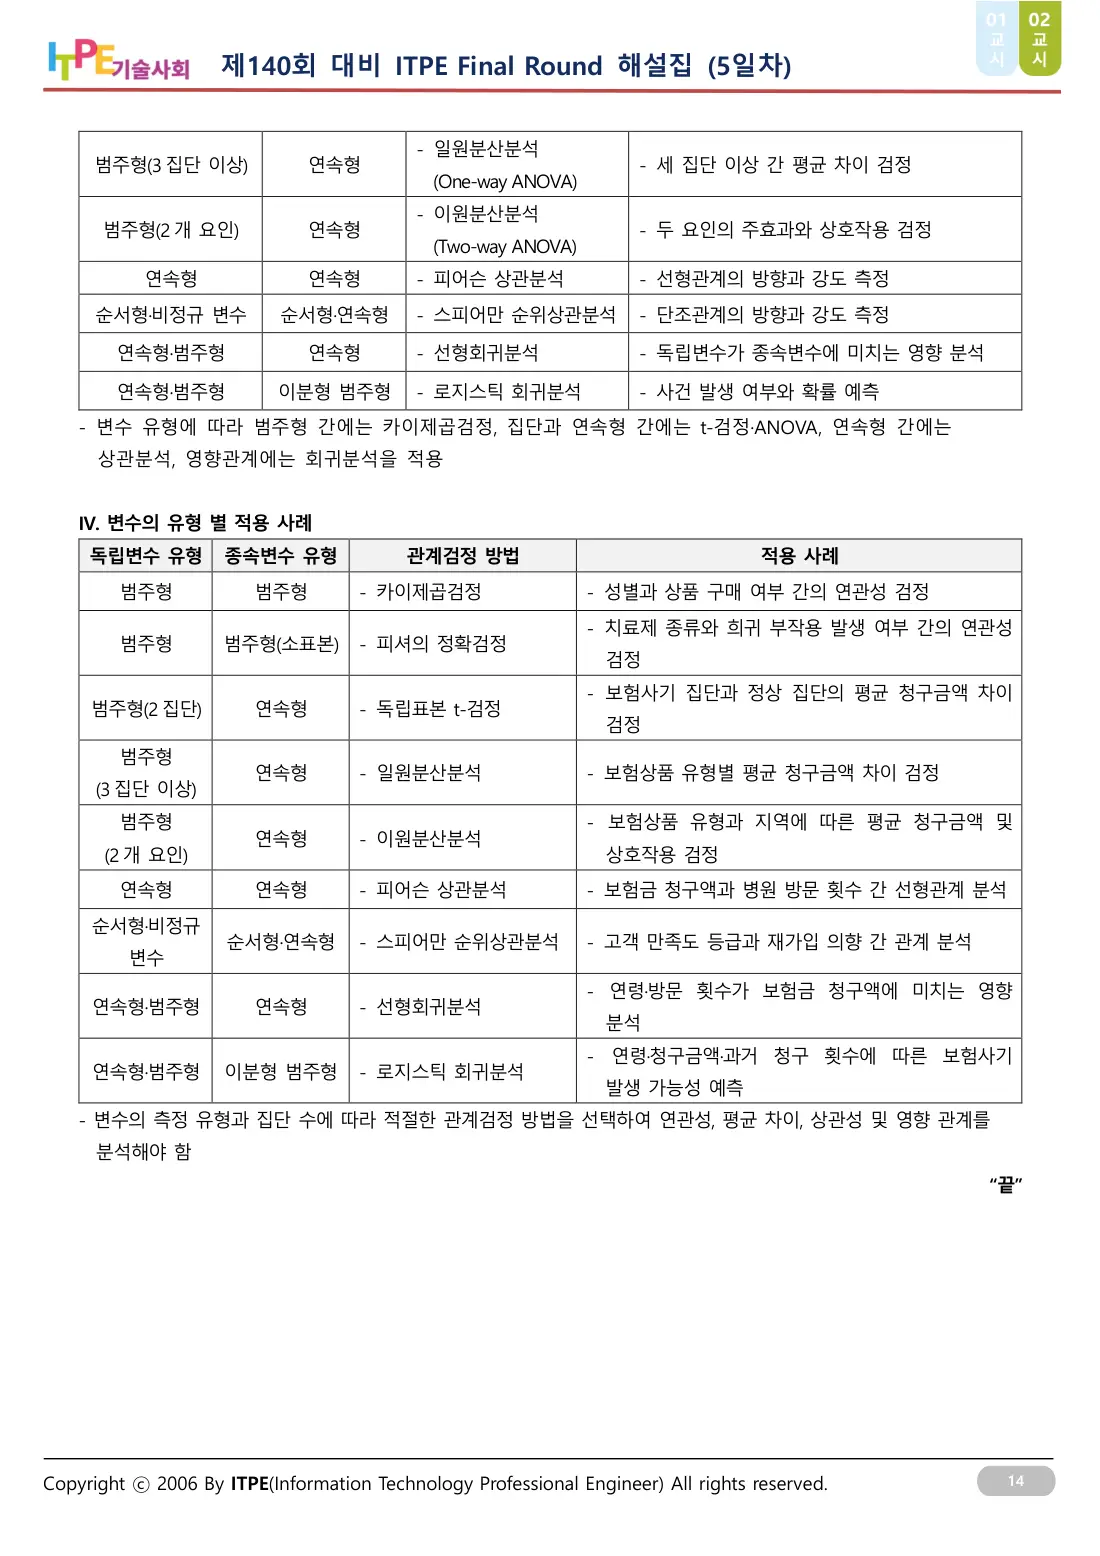 01 교시
02 교시
ITPE기술사회 제140회 대비 ITPE Final Round 해설집 (5일차)
범주형(3집단 이상) 연속형 - 일원분산분석 (One-way ANOVA) - 세 집단 이상 간 평균 차이 검정
범주형(2개 요인) 연속형 - 이원분산분석 (Two-way ANOVA) - 두 요인의 주효과와 상호작용 검정
연속형 연속형 - 피어슨 상관분석 - 선형관계의 방향과 강도 측정
순서형·비정규 변수 순서형·연속형 - 스피어만 순위상관분석 - 단조관계의 방향과 강도 측정
연속형·범주형 연속형 - 선형회귀분석 - 독립변수가 종속변수에 미치는 영향 분석
연속형·범주형 이분형 범주형 - 로지스틱 회귀분석 - 사건 발생 여부와 확률 예측
- 변수 유형에 따라 범주형 간에는 카이제곱검정, 집단과 연속형 간에는 t-검정·ANOVA, 연속형 간에는
상관분석, 영향관계에는 회귀분석을 적용
IV. 변수의 유형 별 적용 사례
독립변수 유형 종속변수 유형 관계검정 방법 적용 사례
범주형 범주형 - 카이제곱검정 - 성별과 상품 구매 여부 간의 연관성 검정
범주형 범주형(소표본) - 피셔의 정확검정 - 치료제 종류와 희귀 부작용 발생 여부 간의 연관성
검정
범주형(2집단) 연속형 - 독립표본 t-검정 - 보험사기 집단과 정상 집단의 평균 청구금액 차이
검정
범주형
(3집단 이상) 연속형 - 일원분산분석 - 보험상품 유형별 평균 청구금액 차이 검정
범주형
(2개 요인) 연속형 - 이원분산분석 - 보험상품 유형과 지역에 따른 평균 청구금액 및
상호작용 검정
연속형 연속형 - 피어슨 상관분석 - 보험금 청구액과 병원 방문 횟수 간 선형관계 분석
순서형·비정규
변수 순서형·연속형 - 스피어만 순위상관분석 - 고객 만족도 등급과 재가입 의향 간 관계 분석
연속형·범주형 연속형 - 선형회귀분석 - 연령·방문 횟수가 보험금 청구액에 미치는 영향
분석
연속형·범주형 이분형 범주형 - 로지스틱 회귀분석 - 연령·청구금액·과거 청구 횟수에 따른 보험사기
발생 가능성 예측
- 변수의 측정 유형과 집단 수에 따라 적절한 관계검정 방법을 선택하여 연관성, 평균 차이, 상관성 및 영향 관계를
분석해야 함
“끝”
Copyright ⓒ 2006 By ITPE(Information Technology Professional Engineer) All rights reserved.
14